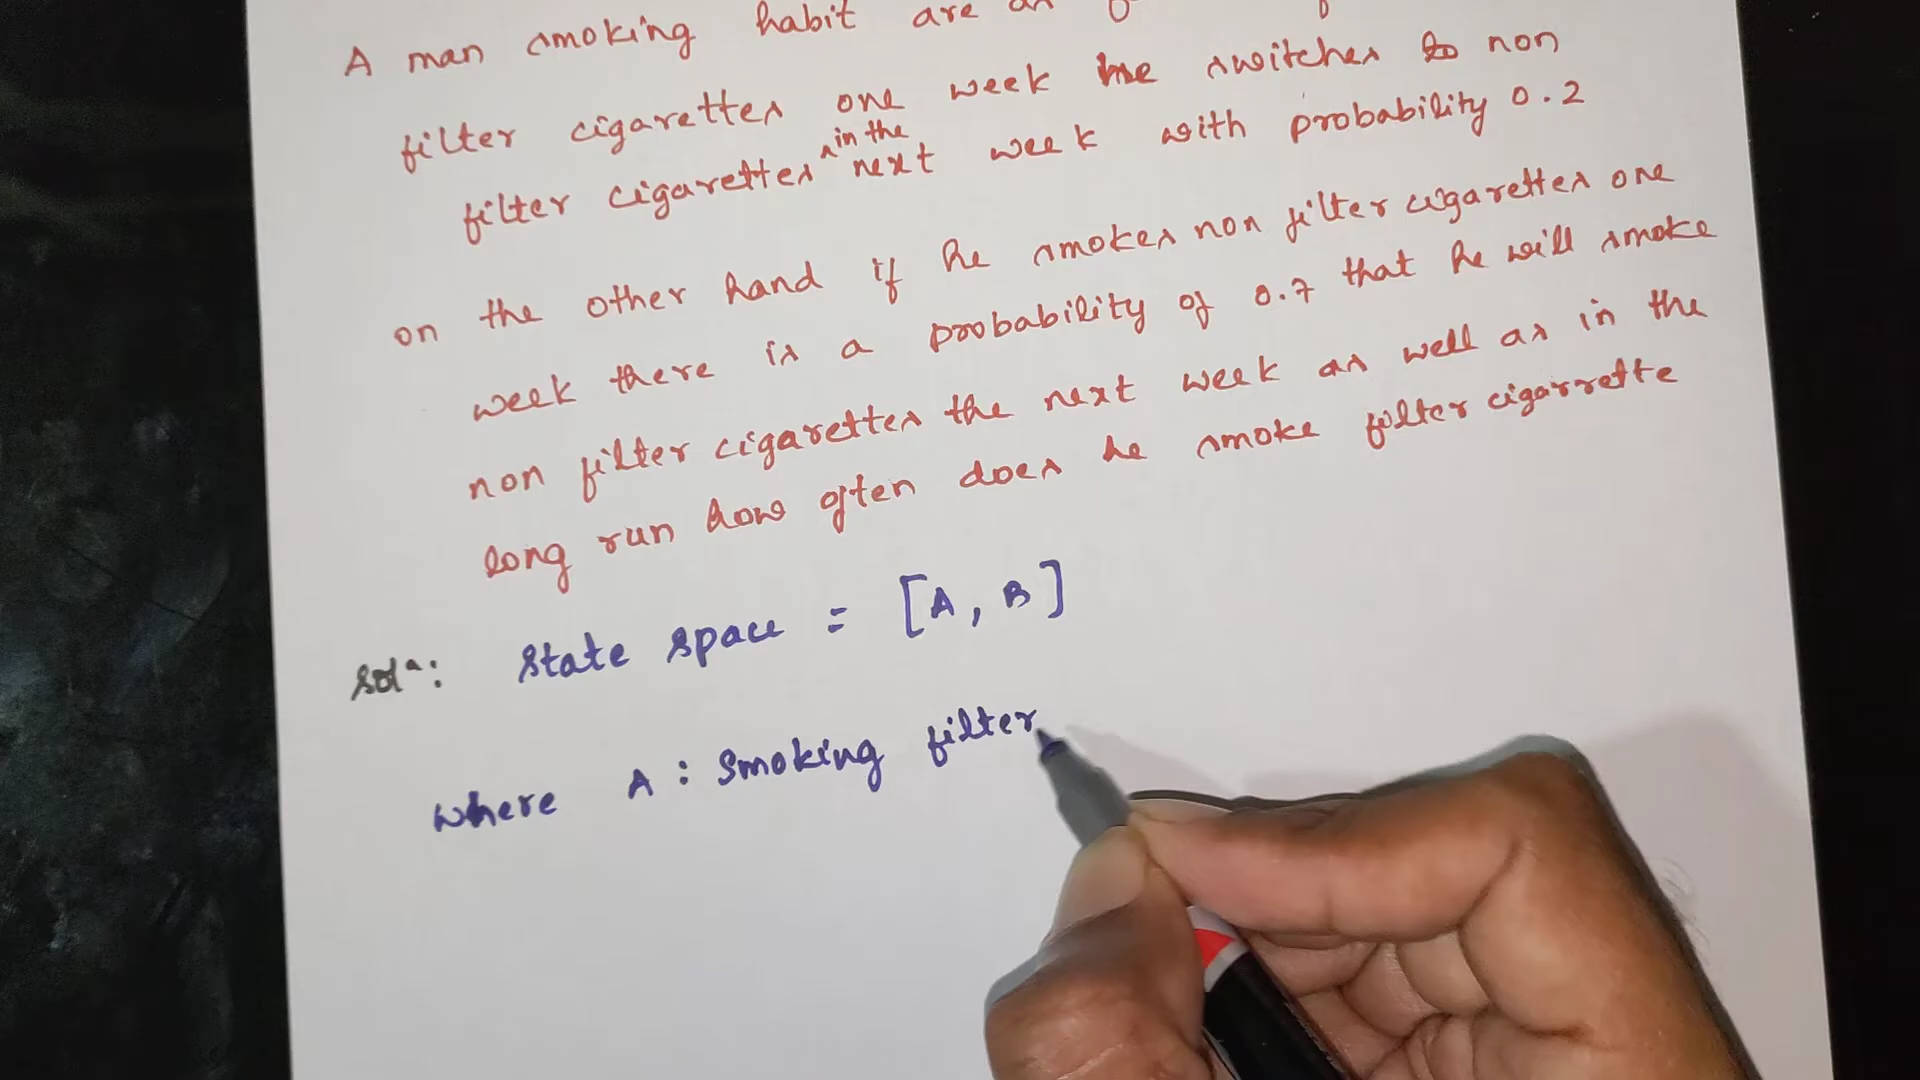 A man smoking habit are as
filter cigarettes one week he switches to non
filter cigarettes in the next week with probability 0.2
on the other hand if he smokes non filter cigarettes one
week there is a probability of 0.7 that he will smoke
non filter cigarettes the next week as well as in the
long run how often does he smoke filter cigarrette
Soln: State space = [A, B]
where A : Smoking filter